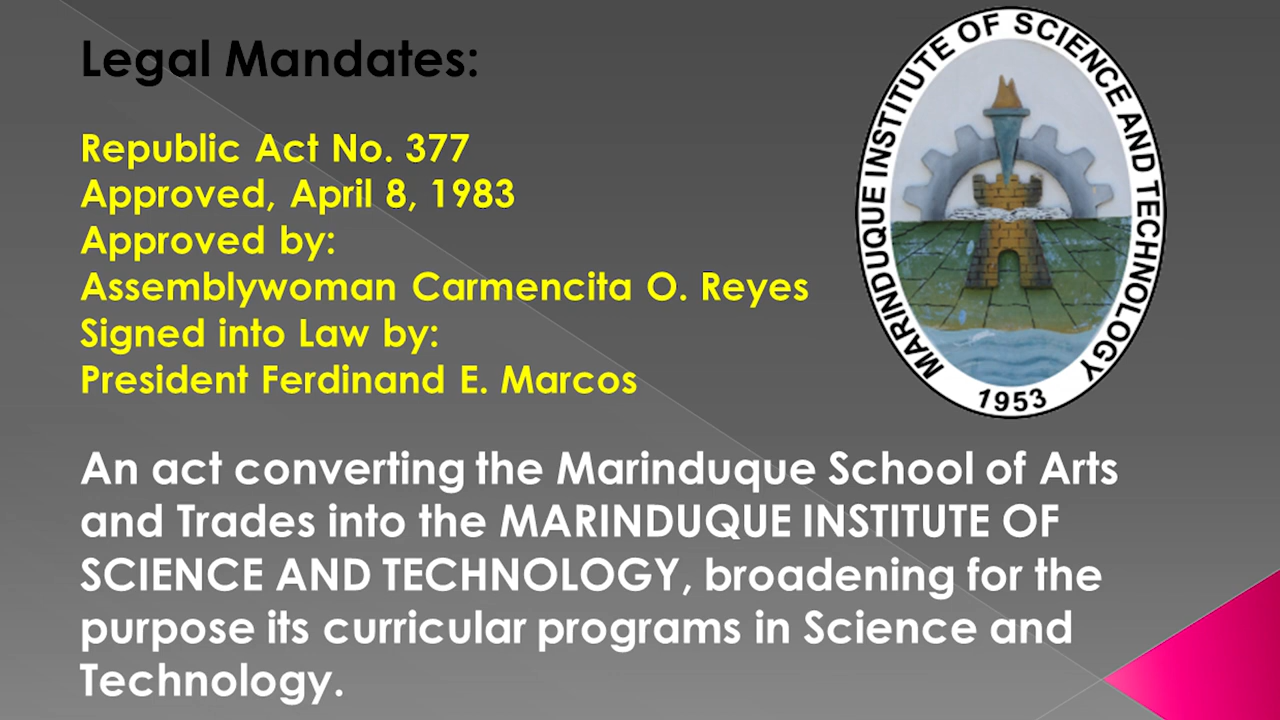 Legal Mandates:
Republic Act No. 377
Approved, April 8, 1983
Approved by:
Assemblywoman Carmencita O. Reyes
Signed into Law by:
President Ferdinand E. Marcos
MARINDUQUE INSTITUTE OF SCIENCE AND TECHNOLOGY
1953
An act converting the Marinduque School of Arts
and Trades into the MARINDUQUE INSTITUTE OF
SCIENCE AND TECHNOLOGY, broadening for the
purpose its curricular programs in Science and
Technology.